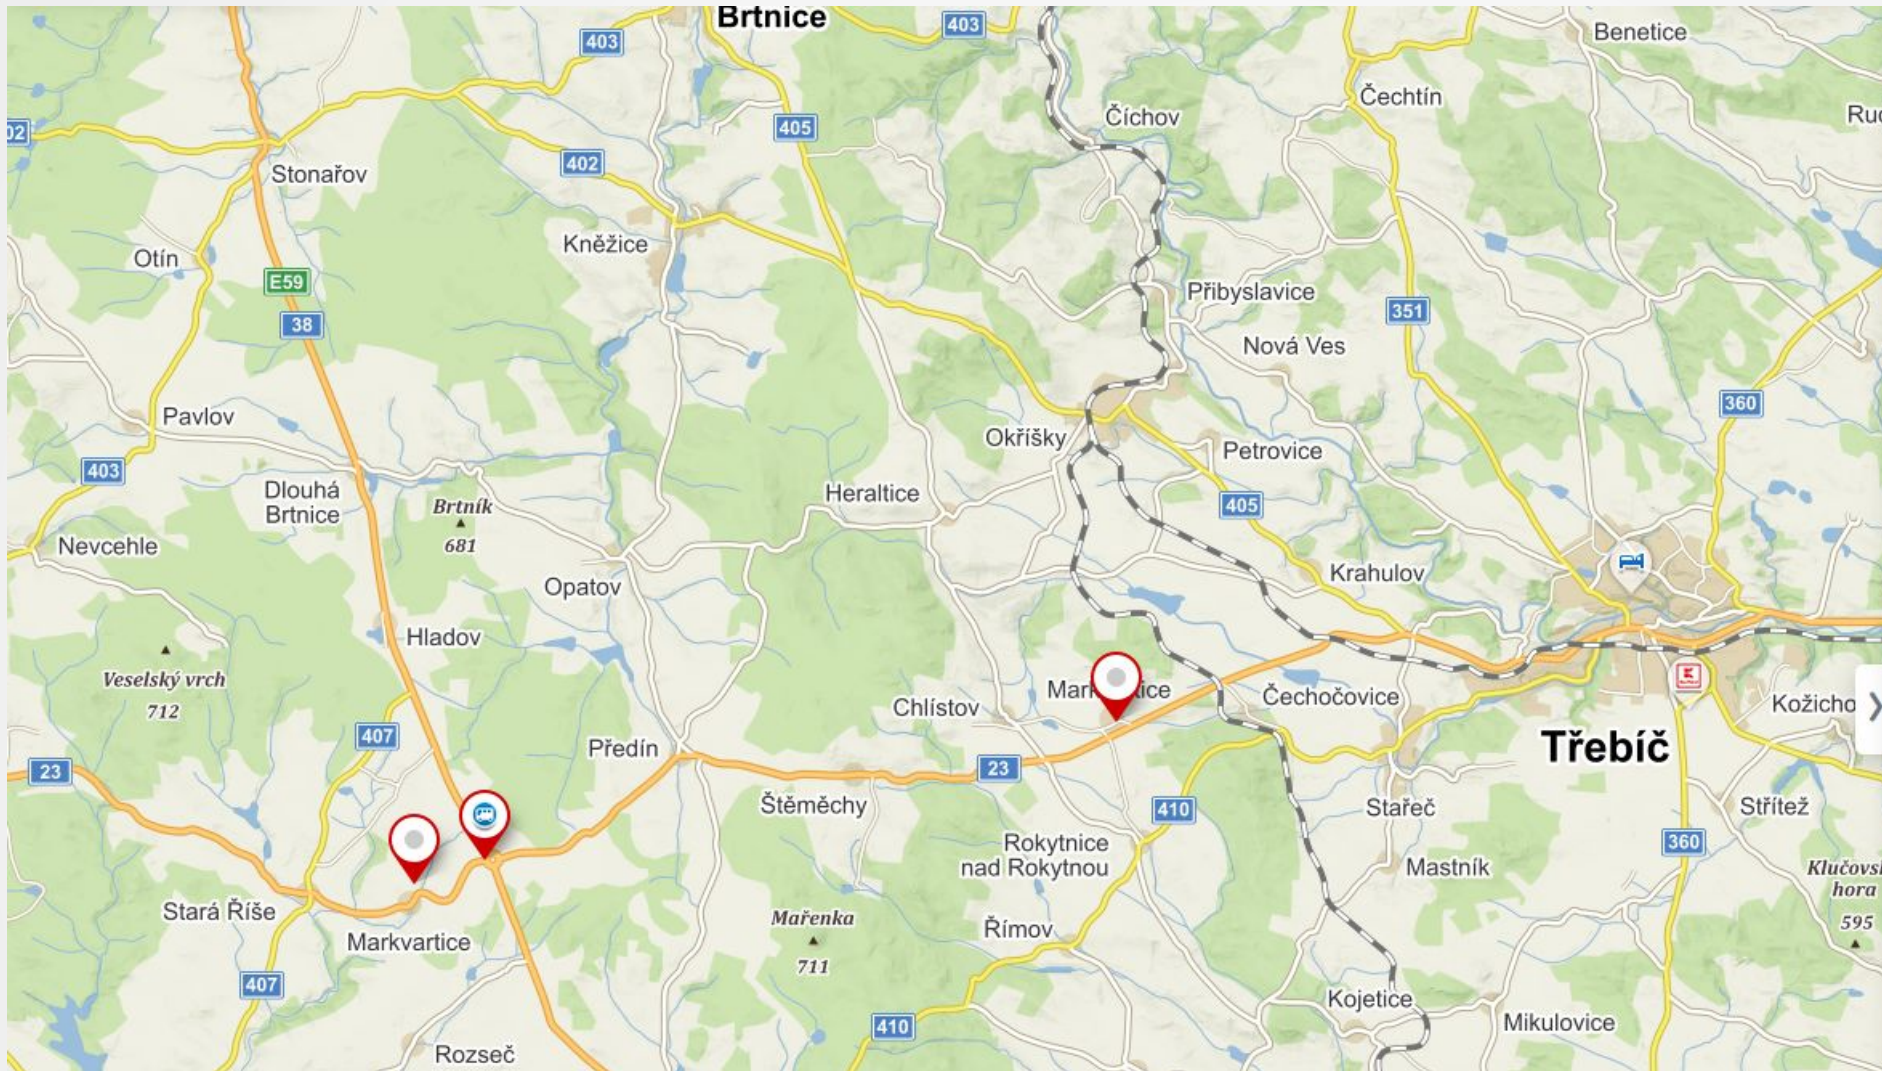 Brtnice
403
403
Benetice
Čechtín
Číchov
02
405
402
Stonařov
Kněžice
Otín
E59
38
Přibyslavice
351
Nová Ves
360
Pavlov
Okříšky
Petrovice
403
Dlouhá
Brtnice
Brtník
681
Heraltice
405
Nevcehle
Opatov
Krahulov
Hladov
Veselský vrch
712
Chlístov
Čechočovice
Kožicho
407
Předín
Třebíč
23
23
Štěměchy
410
Stařeč
Střítež
Rokytnice
nad Rokytnou
360
Mastník
Klučovsk
hora
595
Stará Říše
Markvartice
Mařenka
711
Římov
407
Kojetice
Mikulovice
410
Rozseč